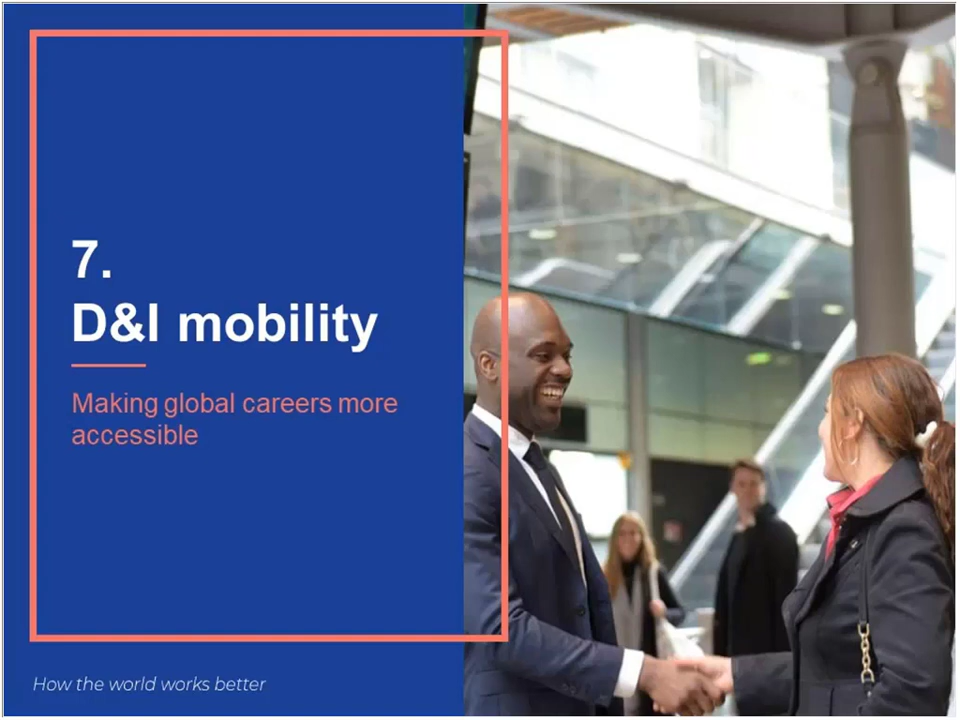 7.
D&I mobility
Making global careers more
accessible
How the world works better